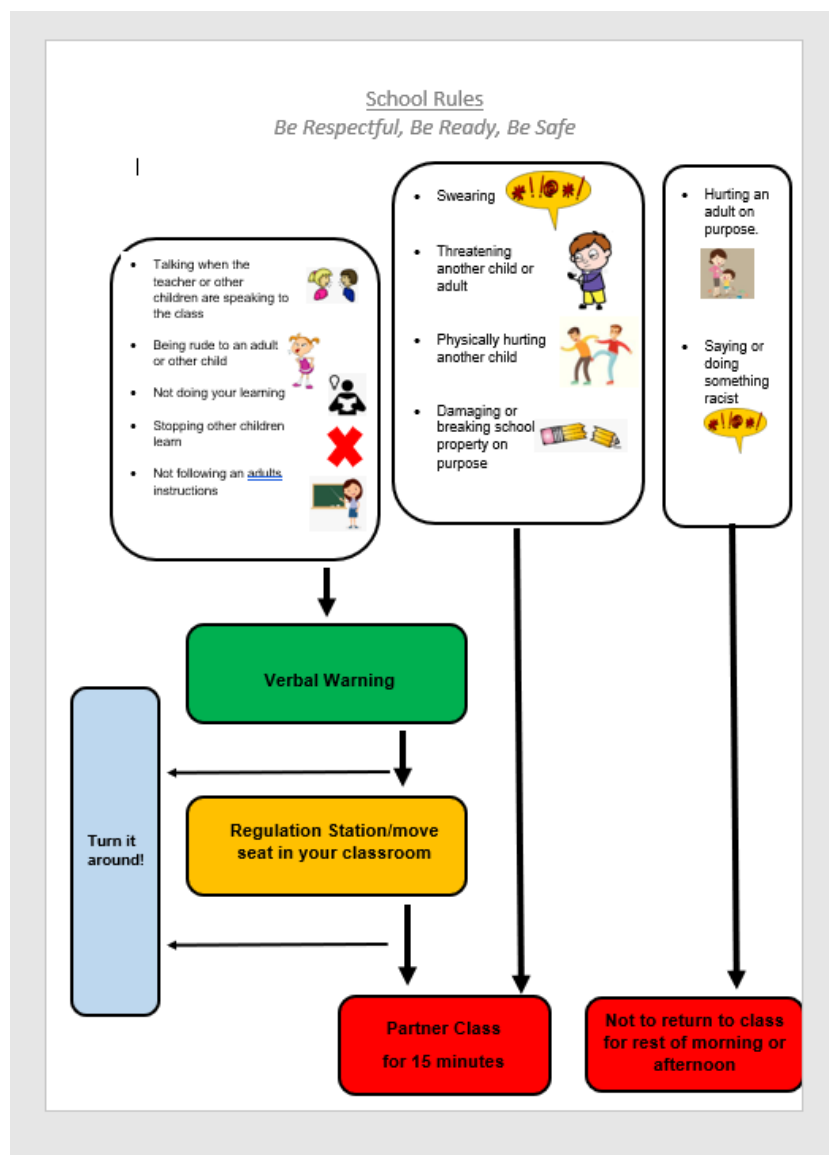 School Rules
Be Respectful, Be Ready, Be Safe
Talking when the
teacher or other
children are speaking to
the class
Being rude to an adult
or other child
Not doing your learning
Stopping other children
learn
Not following an adults
instructions
Swearing
*!!@*!
Threatening
another child or
adult
Physically hurting
another child
Damaging or
breaking school
property on
purpose
Hurting an
adult on
purpose.
Saying or
doing
something
racist
*!!@*!
Verbal Warning
Turn it
around!
Regulation Station/move
seat in your classroom
Partner Class
for 15 minutes
Not to return to class
for rest of morning or
afternoon